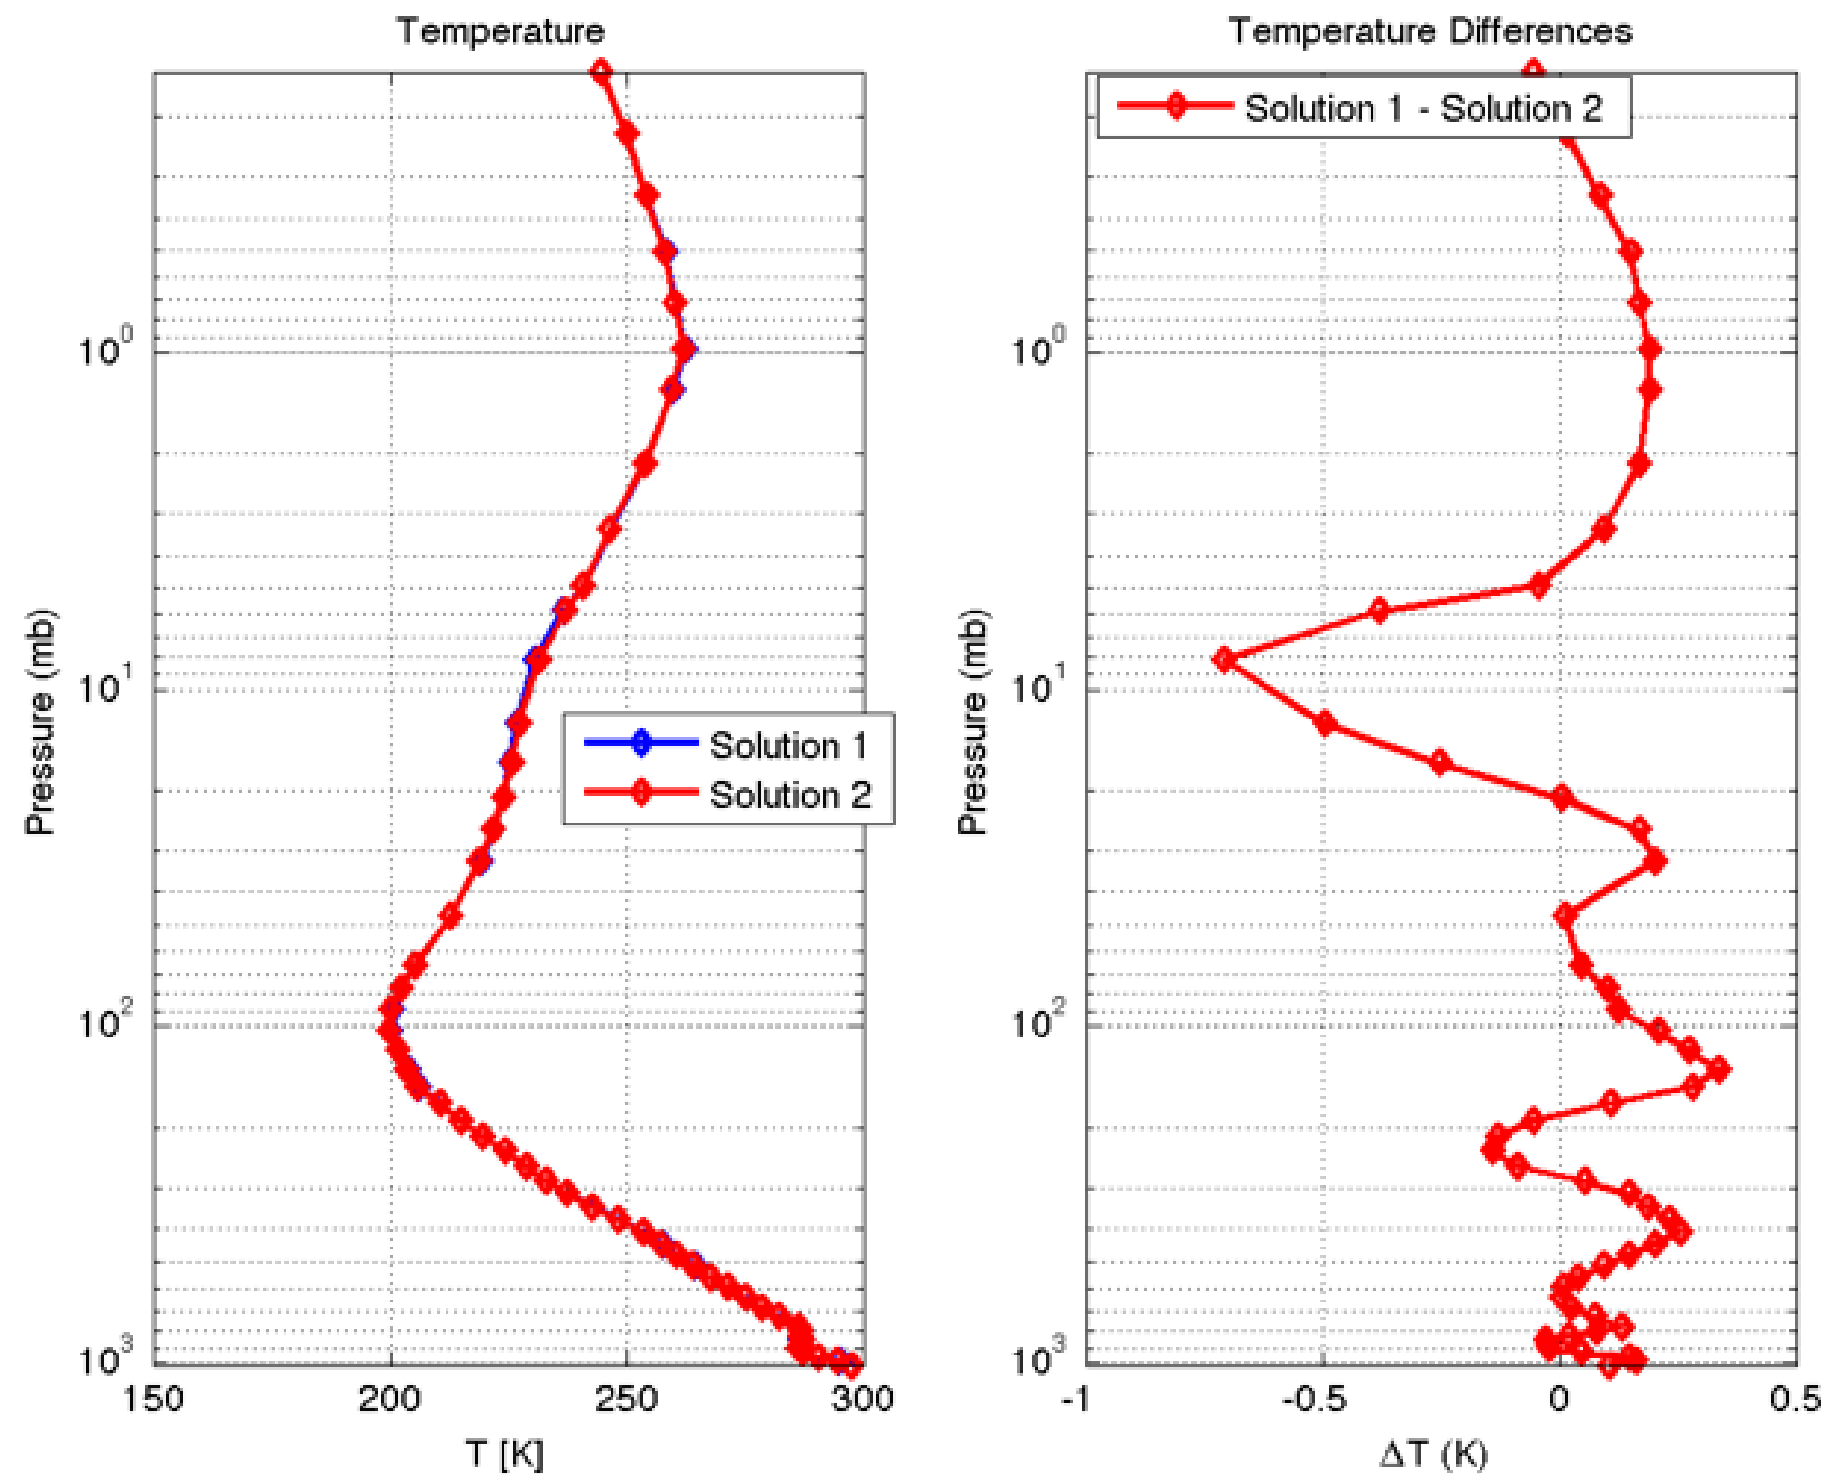 Temperature
10^0
10^1
10^2
10^3
150 200 250 300
T [K]
Pressure (mb)
Solution 1
Solution 2
Temperature Differences
Solution 1 - Solution 2
10^0
10^1
10^2
10^3
-1 -0.5 0 0.5
ΔT (K)
Pressure (mb)